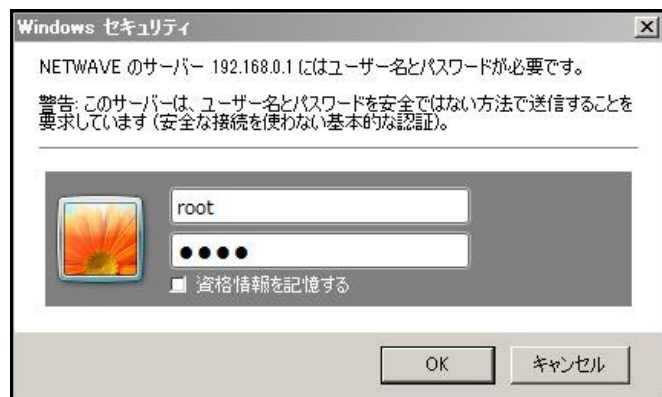 Windows セキュリティ
NETWAVE のサーバー 192.168.0.1 にはユーザー名とパスワードが必要です。
警告: このサーバーは、ユーザー名とパスワードを安全ではない方法で送信することを
要求しています (安全な接続を使わない基本的な認証)。
root
●●●●
資格情報を記憶する
OK
キャンセル